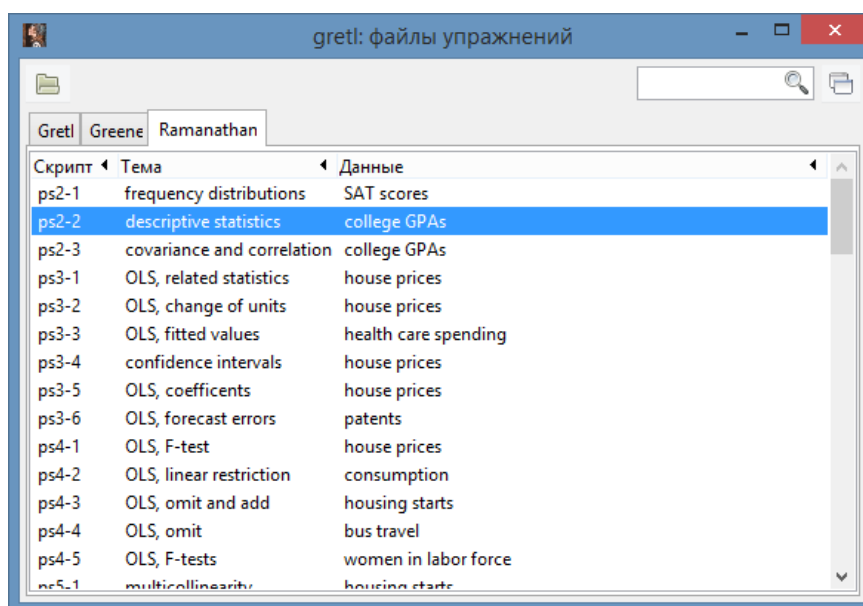 gretl: файлы упражнений
Gretl Greene Ramanathan
Скрипт Тема Данные
ps2-1 frequency distributions SAT scores
ps2-2 descriptive statistics college GPAs
ps2-3 covariance and correlation college GPAs
ps3-1 OLS, related statistics house prices
ps3-2 OLS, change of units house prices
ps3-3 OLS, fitted values health care spending
ps3-4 confidence intervals house prices
ps3-5 OLS, coefficents house prices
ps3-6 OLS, forecast errors patents
ps4-1 OLS, F-test house prices
ps4-2 OLS, linear restriction consumption
ps4-3 OLS, omit and add housing starts
ps4-4 OLS, omit bus travel
ps4-5 OLS, F-tests women in labor force
ps5-1 multicollinearity housing starts